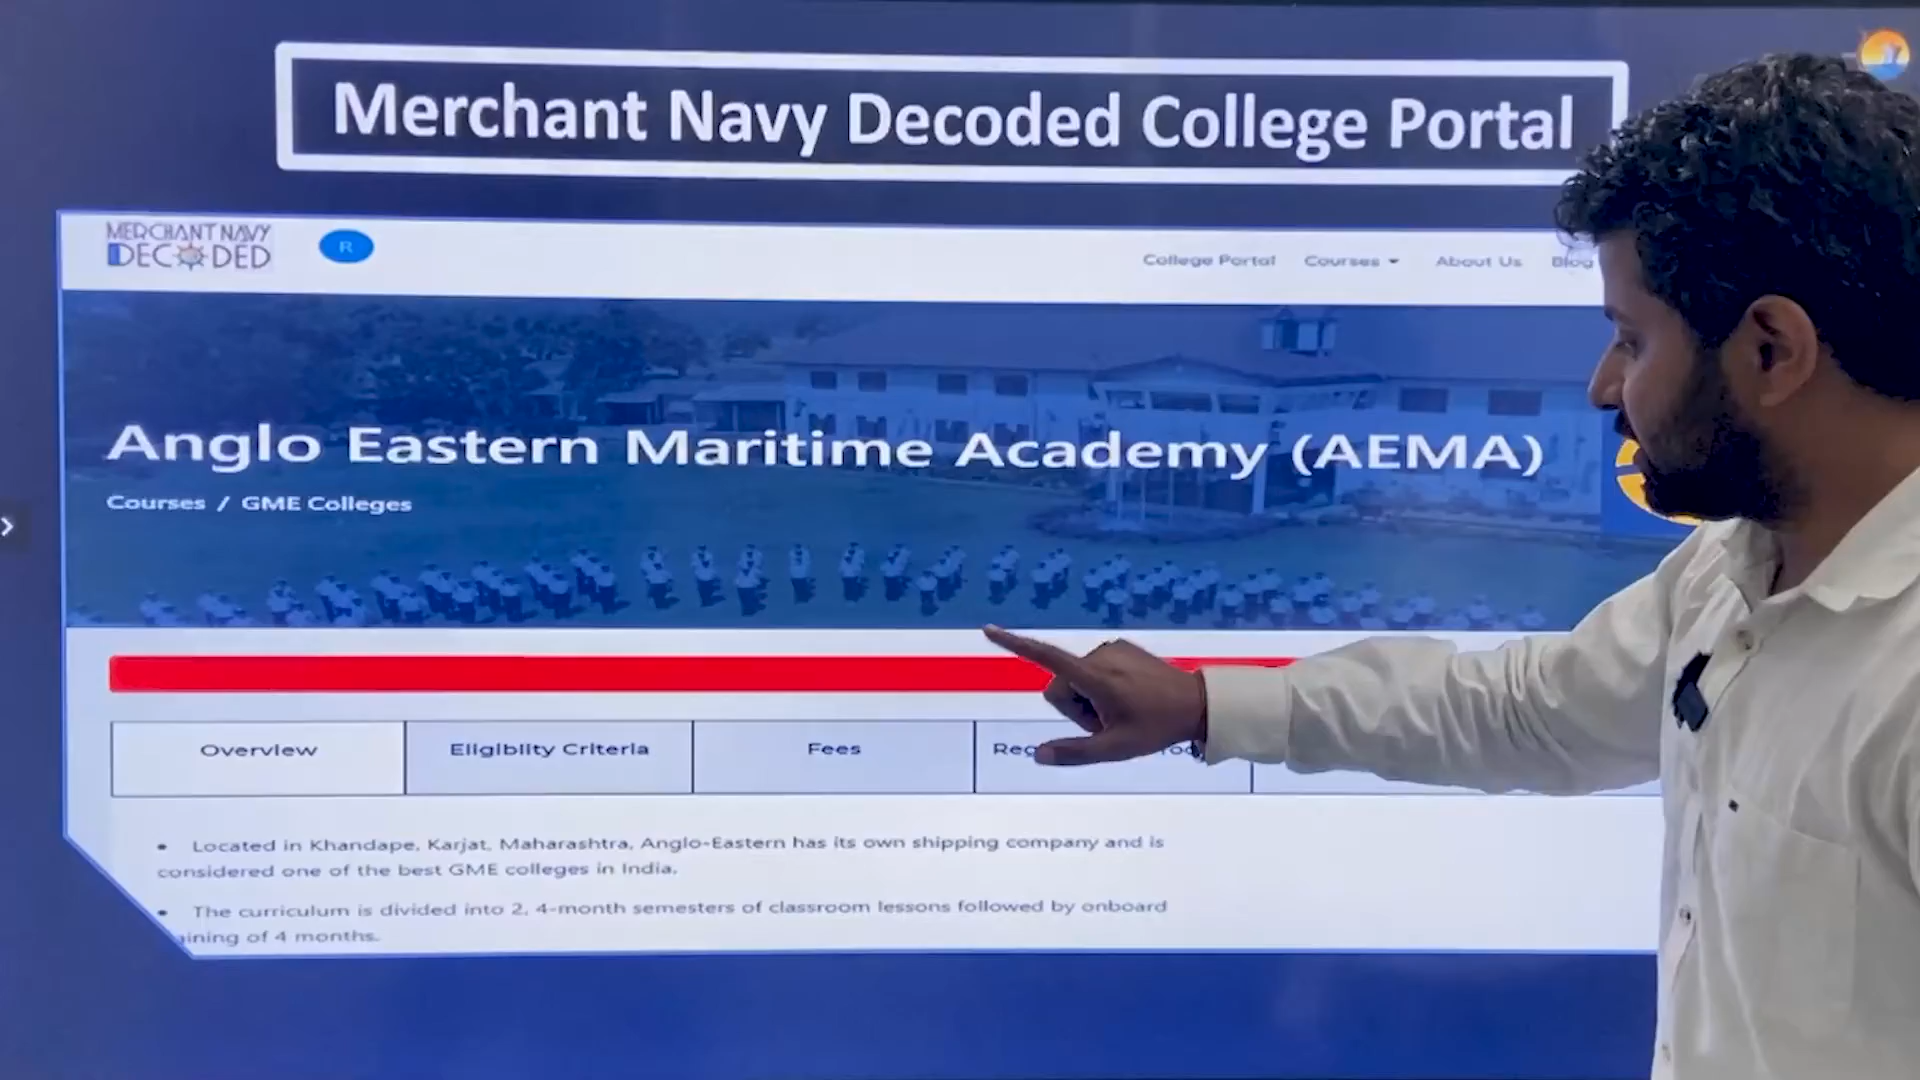 Merchant Navy Decoded College Portal
MERCHANT NAVY
DECODED
R
College Portal Courses About Us Blog
Anglo Eastern Maritime Academy (AEMA)
Courses / GME Colleges
Overview Eligiblity Criteria Fees
• Located in Khandape, Karjat, Maharashtra, Anglo-Eastern has its own shipping company and is
considered one of the best GME colleges in India.
• The curriculum is divided into 2, 4-month semesters of classroom lessons followed by onboard
of 4 months.